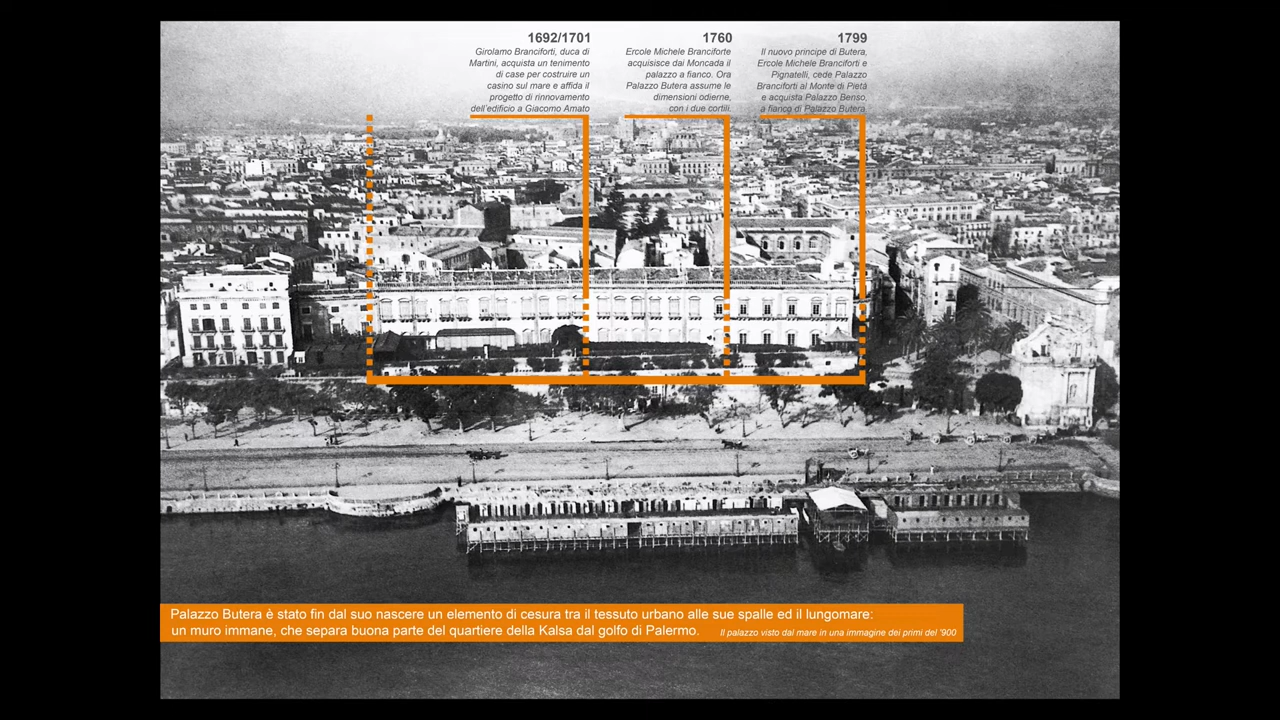 1692/1701
Girolamo Branciforti, duca di
Martini, acquista un tenimento
di case per costruire un
casino sul mare e affida il
progetto di rinnovamento
dell'edificio a Giacomo Amato
1760
Ercole Michele Branciforte
acquisisce dai Moncada il
palazzo a fianco. Ora
Palazzo Butera assume le
dimensioni odierne,
con i due cortili.
1799
Il nuovo principe di Butera,
Ercole Michele Branciforti e
Pignatelli, cede Palazzo
Branciforti al Monte di Pietà
e acquista Palazzo Benso,
a fianco di Palazzo Butera
Palazzo Butera è stato fin dal suo nascere un elemento di cesura tra il tessuto urbano alle sue spalle ed il lungomare:
un muro immane, che separa buona parte del quartiere della Kalsa dal golfo di Palermo.
Il palazzo visto dal mare in una immagine dei primi del '900